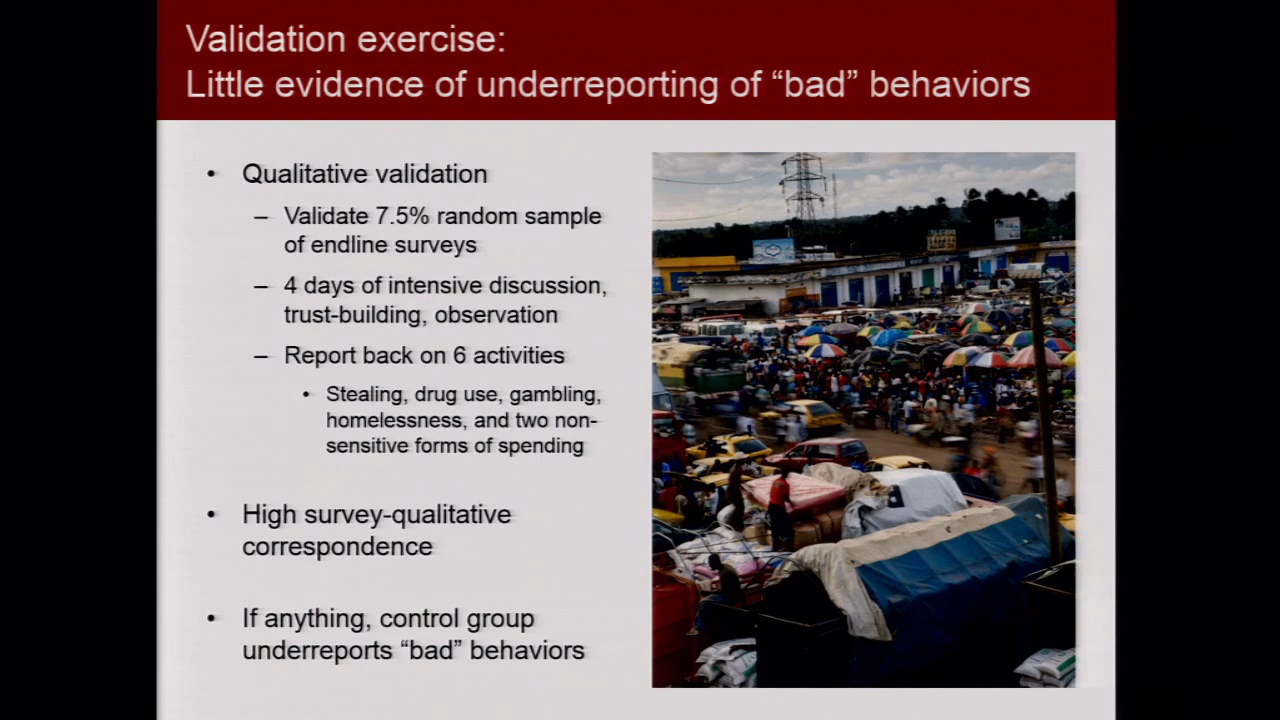 Validation exercise:
Little evidence of underreporting of “bad” behaviors
• Qualitative validation
– Validate 7.5% random sample
of endline surveys
– 4 days of intensive discussion,
trust-building, observation
– Report back on 6 activities
• Stealing, drug use, gambling,
homelessness, and two non-
sensitive forms of spending
• High survey-qualitative
correspondence
• If anything, control group
underreports “bad” behaviors